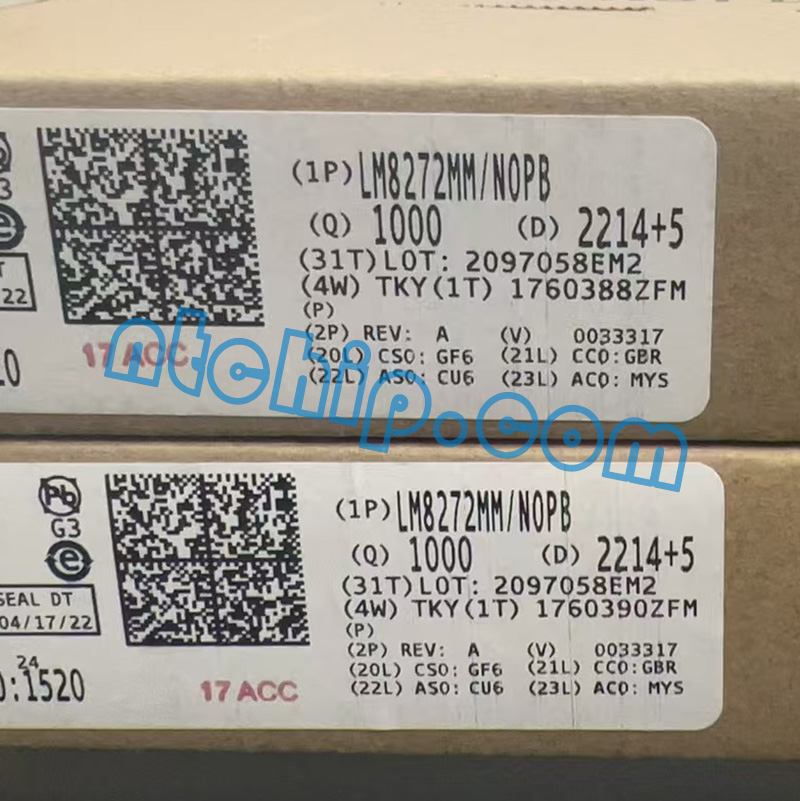 G3
22
(1P) LM8272MM/NOPB
(Q) 1000 (D) 2214+5
(31T) LOT: 2097058EM2
(4W) TKY (1T) 1760388ZFM
(P)
(2P) REV: A (V) 0033317
(20L) CSO: GF6 (21L) CCO: GBR
(22L) ASO: CU6 (23L) ACO: MYS
17 ACC
ntchip.com
Pb
G3
e
SEAL DT
04/17/22
24
:1520
(1P) LM8272MM/NOPB
(Q) 1000 (D) 2214+5
(31T) LOT: 2097058EM2
(4W) TKY (1T) 1760390ZFM
(P)
(2P) REV: A (V) 0033317
(20L) CSO: GF6 (21L) CCO: GBR
(22L) ASO: CU6 (23L) ACO: MYS
17 ACC